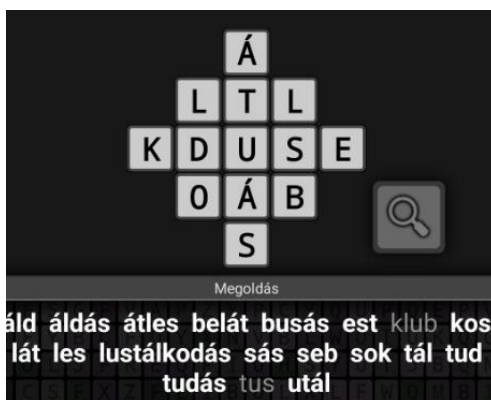 Á
L T L
K D U S E
O Á B
S
Megoldás
áld áldás átles belát busás est klub kos
lát les lustálkodás sás seb sok tál tud
tudás tus utál